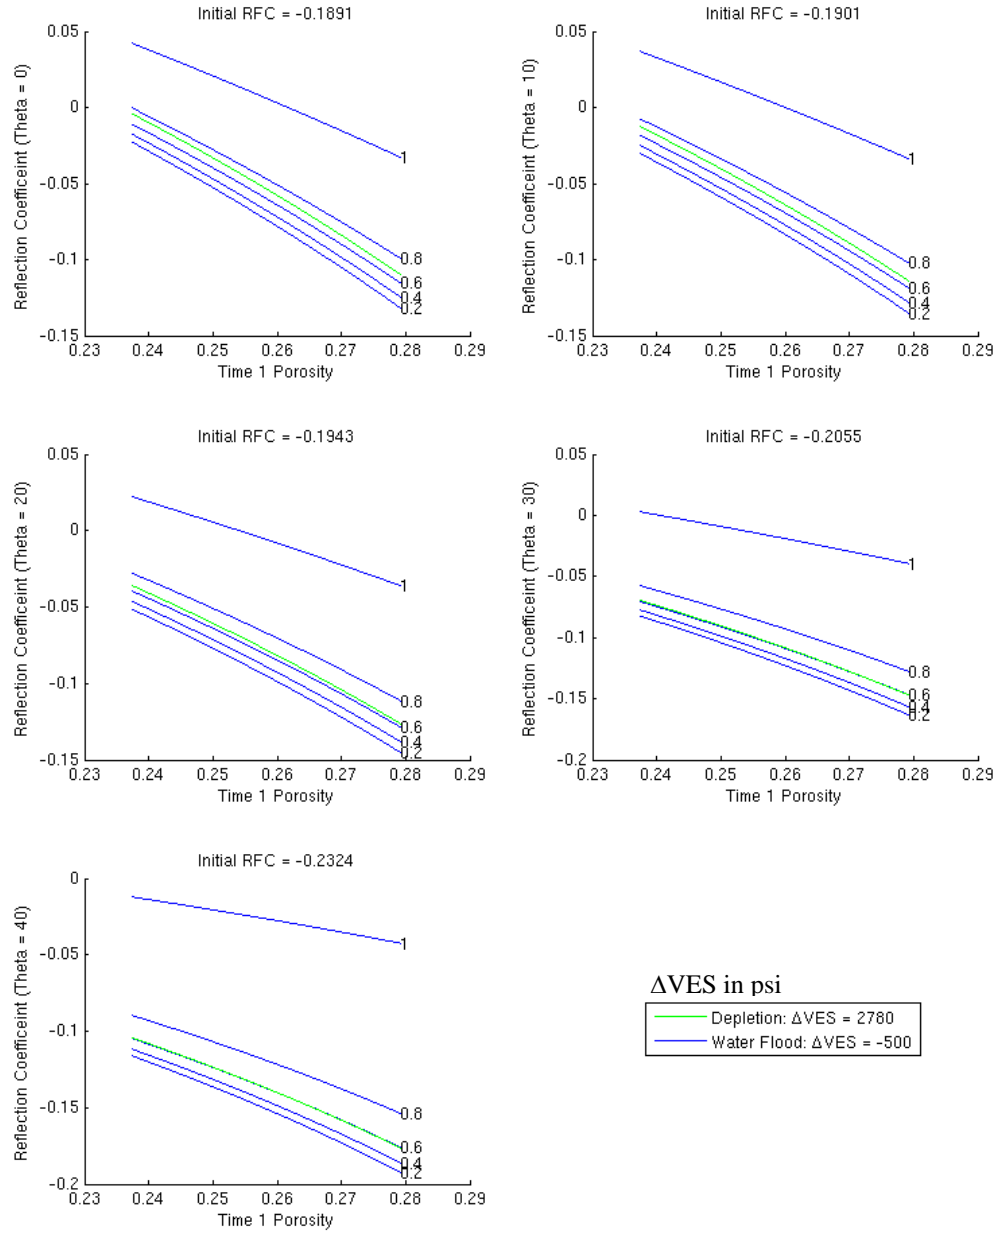 Initial RFC = -0.1891
Reflection Coefficeint (Theta = 0)
0.05
0
-0.05
-0.1
-0.15
1
0.8
0.6
0.4
0.2
0.23 0.24 0.25 0.26 0.27 0.28 0.29
Time 1 Porosity
Initial RFC = -0.1901
Reflection Coefficeint (Theta = 10)
0.05
0
-0.05
-0.1
-0.15
1
0.8
0.6
0.4
0.2
0.23 0.24 0.25 0.26 0.27 0.28 0.29
Time 1 Porosity
Initial RFC = -0.1943
Reflection Coefficeint (Theta = 20)
0.05
0
-0.05
-0.1
-0.15
1
0.8
0.6
0.4
0.2
0.23 0.24 0.25 0.26 0.27 0.28 0.29
Time 1 Porosity
Initial RFC = -0.2055
Reflection Coefficeint (Theta = 30)
0.05
0
-0.05
-0.1
-0.15
-0.2
1
0.8
0.6
0.4
0.2
0.23 0.24 0.25 0.26 0.27 0.28 0.29
Time 1 Porosity
Initial RFC = -0.2324
Reflection Coefficeint (Theta = 40)
0
-0.05
-0.1
-0.15
-0.2
1
0.8
0.6
0.4
0.2
0.23 0.24 0.25 0.26 0.27 0.28 0.29
Time 1 Porosity
ΔVES in psi
Depletion: ΔVES = 2780
Water Flood: ΔVES = -500